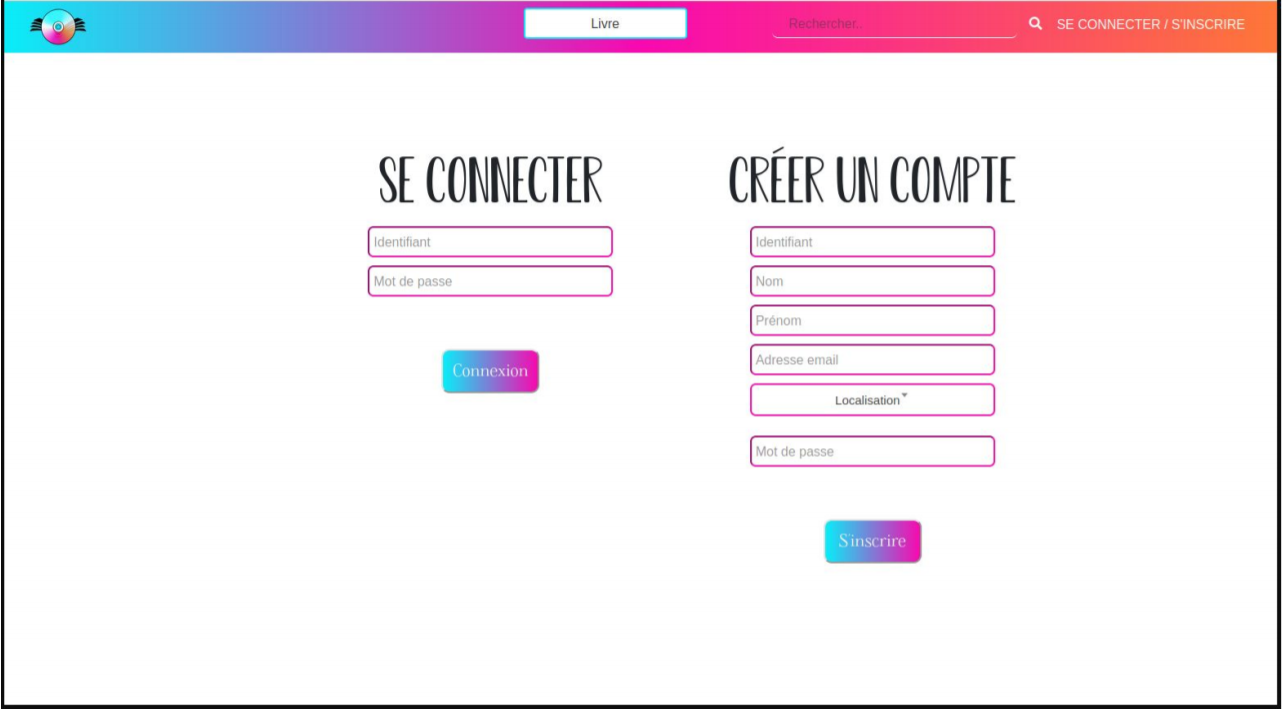 Livre
Rechercher..
SE CONNECTER / S'INSCRIRE
SE CONNECTER
Identifiant
Mot de passe
Connexion
CRÉER UN COMPTE
Identifiant
Nom
Prénom
Adresse email
Localisation
Mot de passe
S'inscrire